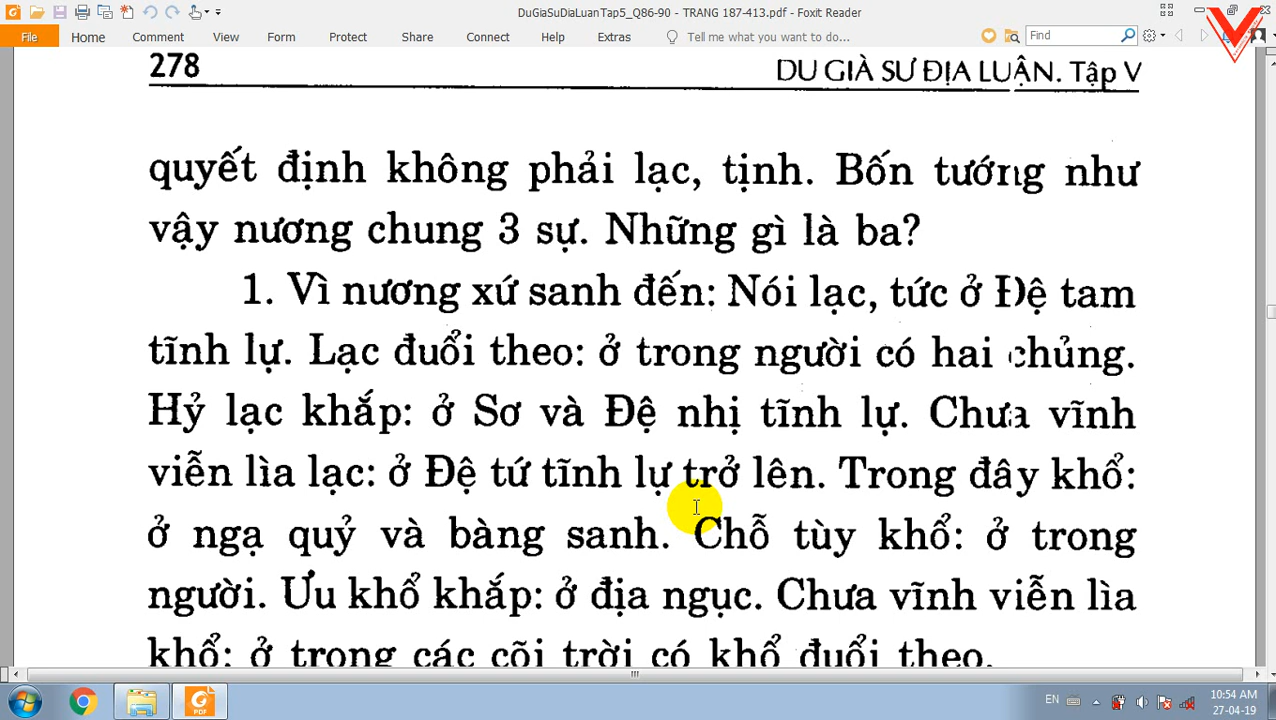 DuGiaSuDiaLuanTap5_Q86-90 - TRANG 187-413.pdf - Foxit Reader
File Home Comment View Form Protect Share Connect Help Extras Tell me what you want to do... Find
278 DU GIÀ SƯ ĐỊA LUẬN. Tập V
quyết định không phải lạc, tịnh. Bốn tướng như
vậy nương chung 3 sự. Những gì là ba?
1. Vì nương xứ sanh đến: Nói lạc, tức ở Đệ tam
tĩnh lự. Lạc đuổi theo: ở trong người có hai chủng.
Hỷ lạc khắp: ở Sơ và Đệ nhị tĩnh lự. Chưa vĩnh
viễn lìa lạc: ở Đệ tứ tĩnh lự trở lên. Trong đây khổ:
ở ngạ quỷ và bàng sanh. Chỗ tùy khổ: ở trong
người. Ưu khổ khắp: ở địa ngục. Chưa vĩnh viễn lìa
khổ: ở trong các cõi trời có khổ đuổi theo.
EN 10:54 AM
27-04-19